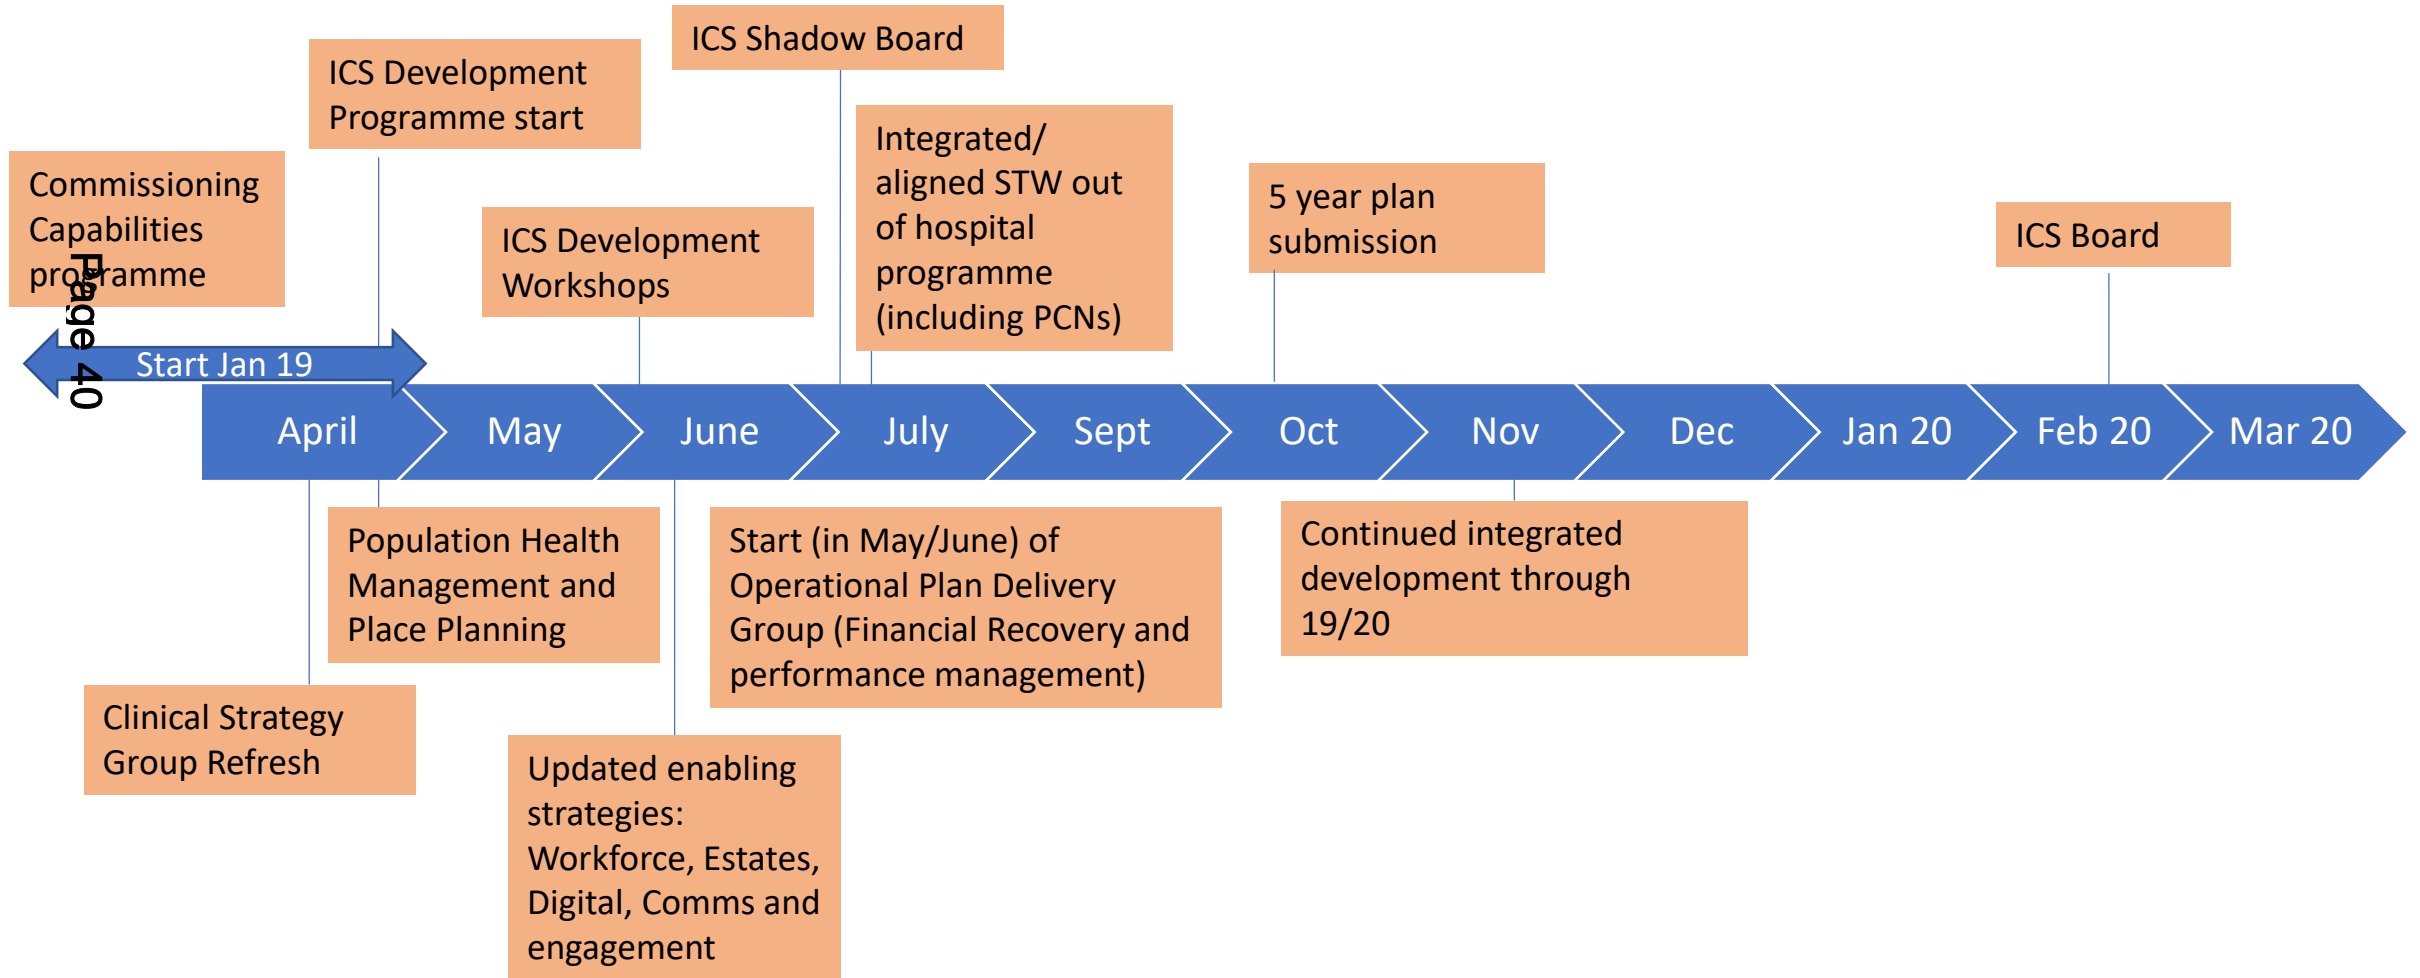 ICS Shadow Board
ICS Development
Programme start
Integrated/
aligned STW out
of hospital
programme
(including PCNs)
Commissioning
Capabilities
programme
5 year plan
submission
ICS Development
Workshops
ICS Board
Page 40
Start Jan 19
April
May
June
July
Sept
Oct
Nov
Dec
Jan 20
Feb 20
Mar 20
Population Health
Management and
Place Planning
Start (in May/June) of
Operational Plan Delivery
Group (Financial Recovery and
performance management)
Continued integrated
development through
19/20
Clinical Strategy
Group Refresh
Updated enabling
strategies:
Workforce, Estates,
Digital, Comms and
engagement